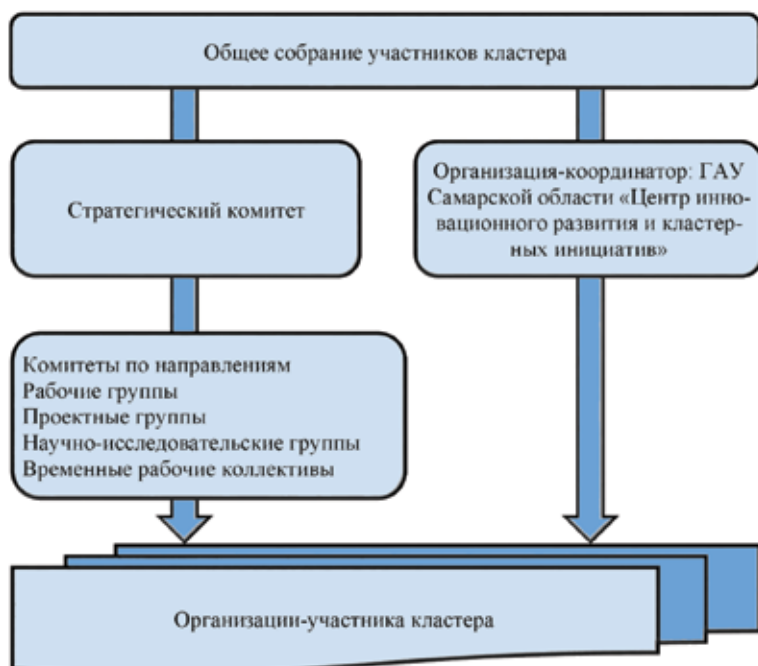 Общее собрание участников кластера
Стратегический комитет
Организация-координатор: ГАУ
Самарской области «Центр инно-
вационного развития и кластер-
ных инициатив»
Комитеты по направлениям
Рабочие группы
Проектные группы
Научно-исследовательские группы
Временные рабочие коллективы
Организации-участника кластера